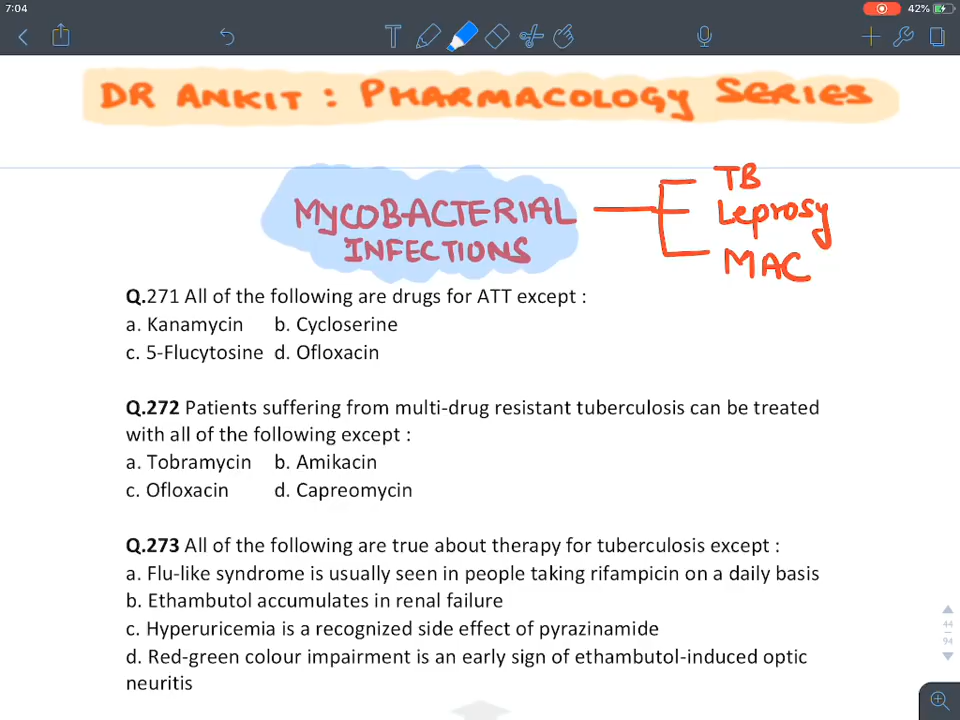 7:04
42%
T
DR ANKIT : PHARMACOLOGY SERIES
MYCOBACTERIAL
INFECTIONS
TB
Leprosy
MAC
Q.271 All of the following are drugs for ATT except :
a. Kanamycin b. Cycloserine
c. 5-Flucytosine d. Ofloxacin
Q.272 Patients suffering from multi-drug resistant tuberculosis can be treated
with all of the following except :
a. Tobramycin b. Amikacin
c. Ofloxacin d. Capreomycin
Q.273 All of the following are true about therapy for tuberculosis except :
a. Flu-like syndrome is usually seen in people taking rifampicin on a daily basis
b. Ethambutol accumulates in renal failure
c. Hyperuricemia is a recognized side effect of pyrazinamide
d. Red-green colour impairment is an early sign of ethambutol-induced optic
neuritis
44
94